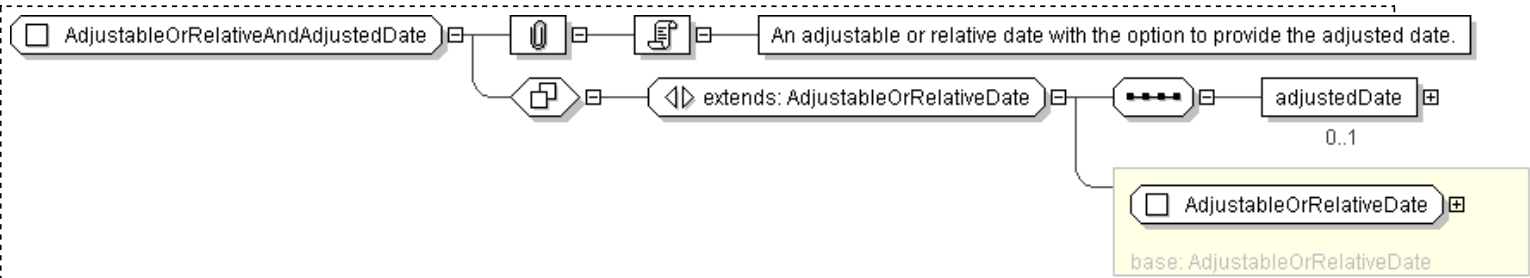 AdjustableOrRelativeAndAdjustedDate
An adjustable or relative date with the option to provide the adjusted date.
extends: AdjustableOrRelativeDate
adjustedDate
0..1
AdjustableOrRelativeDate
base: AdjustableOrRelativeDate